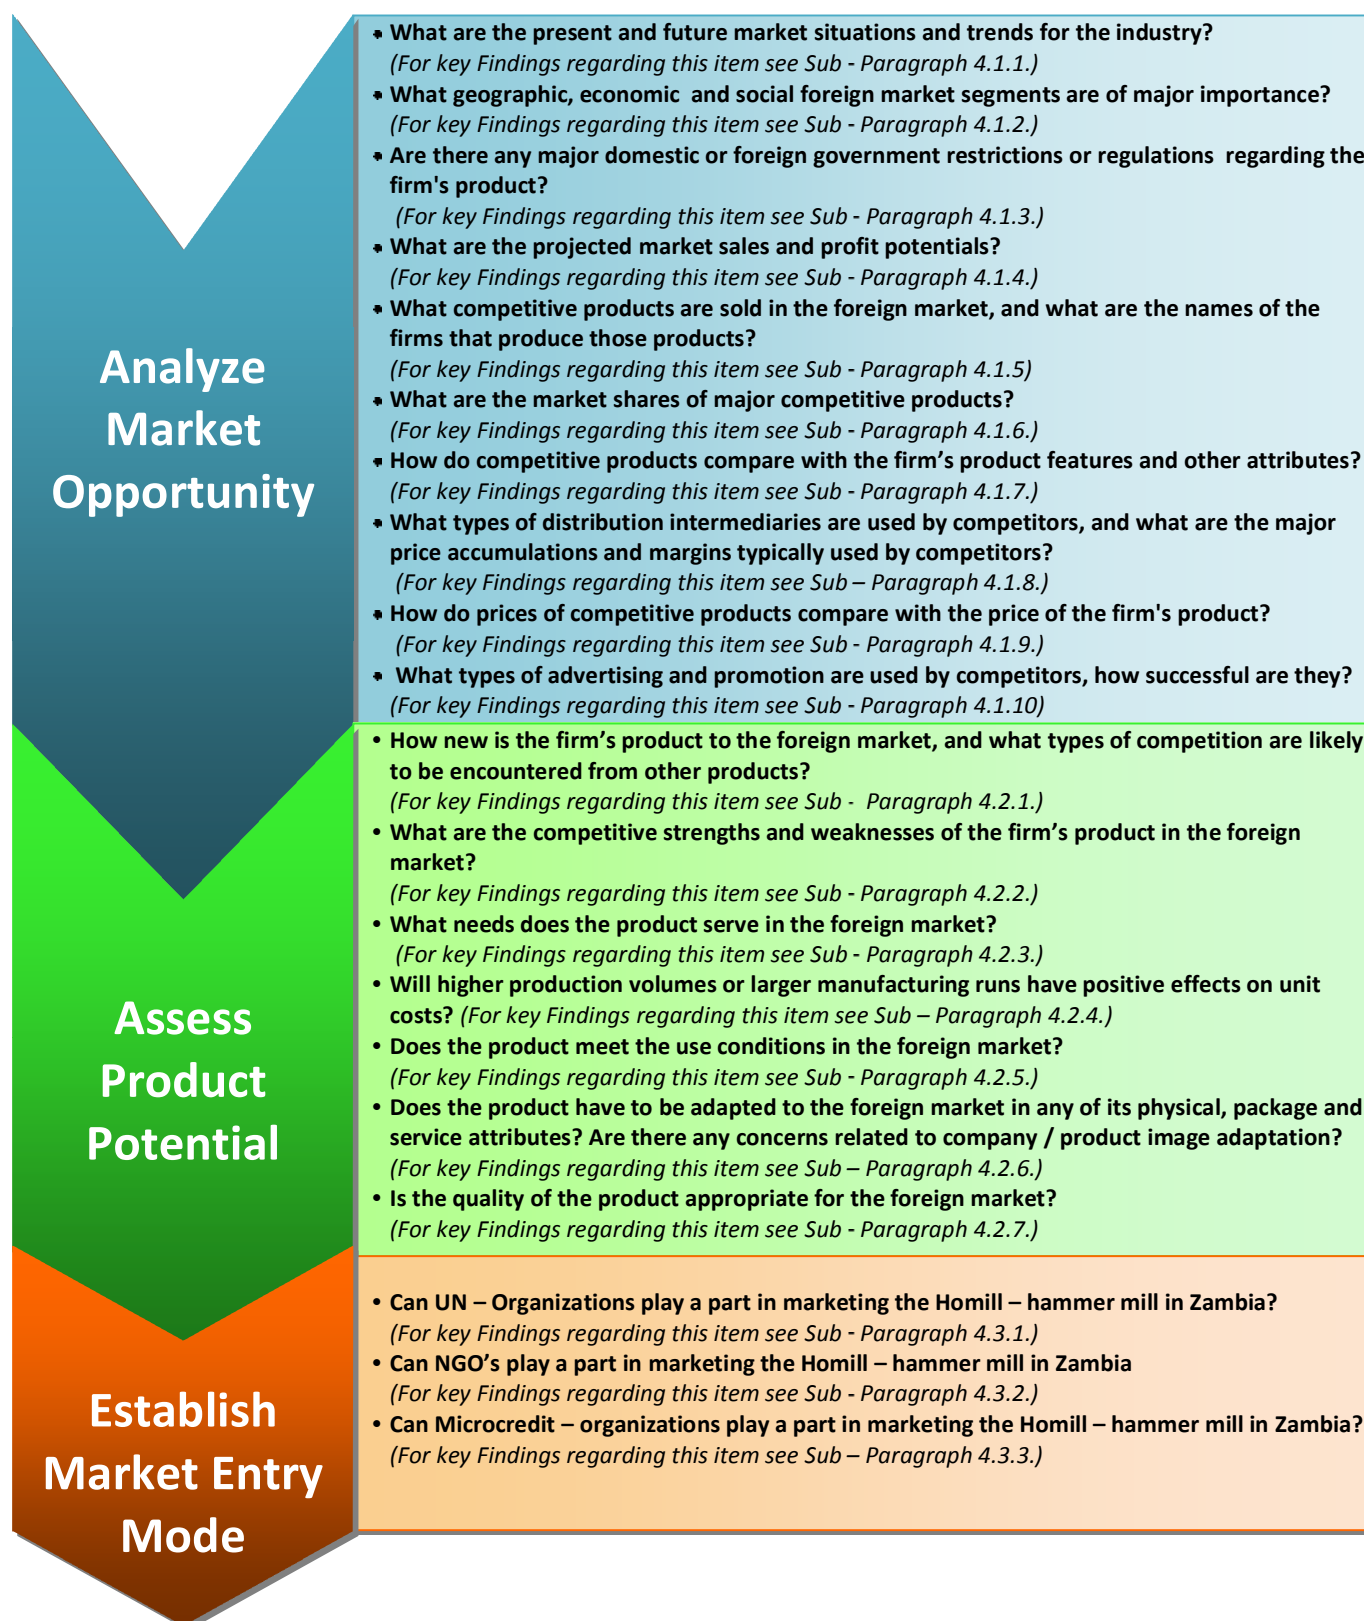 Analyze
Market
Opportunity
• What are the present and future market situations and trends for the industry?
(For key Findings regarding this item see Sub - Paragraph 4.1.1.)
• What geographic, economic  and social foreign market segments are of major importance?
(For key Findings regarding this item see Sub - Paragraph 4.1.2.)
• Are there any major domestic or foreign government restrictions or regulations  regarding the
firm's product?
(For key Findings regarding this item see Sub - Paragraph 4.1.3.)
• What are the projected market sales and profit potentials?
(For key Findings regarding this item see Sub - Paragraph 4.1.4.)
• What competitive products are sold in the foreign market, and what are the names of the
firms that produce those products?
(For key Findings regarding this item see Sub - Paragraph 4.1.5)
• What are the market shares of major competitive products?
(For key Findings regarding this item see Sub - Paragraph 4.1.6.)
• How do competitive products compare with the firm’s product features and other attributes?
(For key Findings regarding this item see Sub - Paragraph 4.1.7.)
• What types of distribution intermediaries are used by competitors, and what are the major
price accumulations and margins typically used by competitors?
(For key Findings regarding this item see Sub – Paragraph 4.1.8.)
• How do prices of competitive products compare with the price of the firm's product?
(For key Findings regarding this item see Sub - Paragraph 4.1.9.)
• What types of advertising and promotion are used by competitors, how successful are they?
(For key Findings regarding this item see Sub - Paragraph 4.1.10)
Assess
Product
Potential
• How new is the firm’s product to the foreign market, and what types of competition are likely
to be encountered from other products?
(For key Findings regarding this item see Sub -  Paragraph 4.2.1.)
• What are the competitive strengths and weaknesses of the firm’s product in the foreign
market?
(For key Findings regarding this item see Sub - Paragraph 4.2.2.)
• What needs does the product serve in the foreign market?
(For key Findings regarding this item see Sub - Paragraph 4.2.3.)
• Will higher production volumes or larger manufacturing runs have positive effects on unit
costs? (For key Findings regarding this item see Sub – Paragraph 4.2.4.)
• Does the product meet the use conditions in the foreign market?
(For key Findings regarding this item see Sub - Paragraph 4.2.5.)
• Does the product have to be adapted to the foreign market in any of its physical, package and
service attributes? Are there any concerns related to company / product image adaptation?
(For key Findings regarding this item see Sub – Paragraph 4.2.6.)
• Is the quality of the product appropriate for the foreign market?
(For key Findings regarding this item see Sub - Paragraph 4.2.7.)
Establish
Market Entry
Mode
• Can UN – Organizations play a part in marketing the Homill – hammer mill in Zambia?
(For key Findings regarding this item see Sub - Paragraph 4.3.1.)
• Can NGO’s play a part in marketing the Homill – hammer mill in Zambia
(For key Findings regarding this item see Sub - Paragraph 4.3.2.)
• Can Microcredit – organizations play a part in marketing the Homill – hammer mill in Zambia?
(For key Findings regarding this item see Sub – Paragraph 4.3.3.)